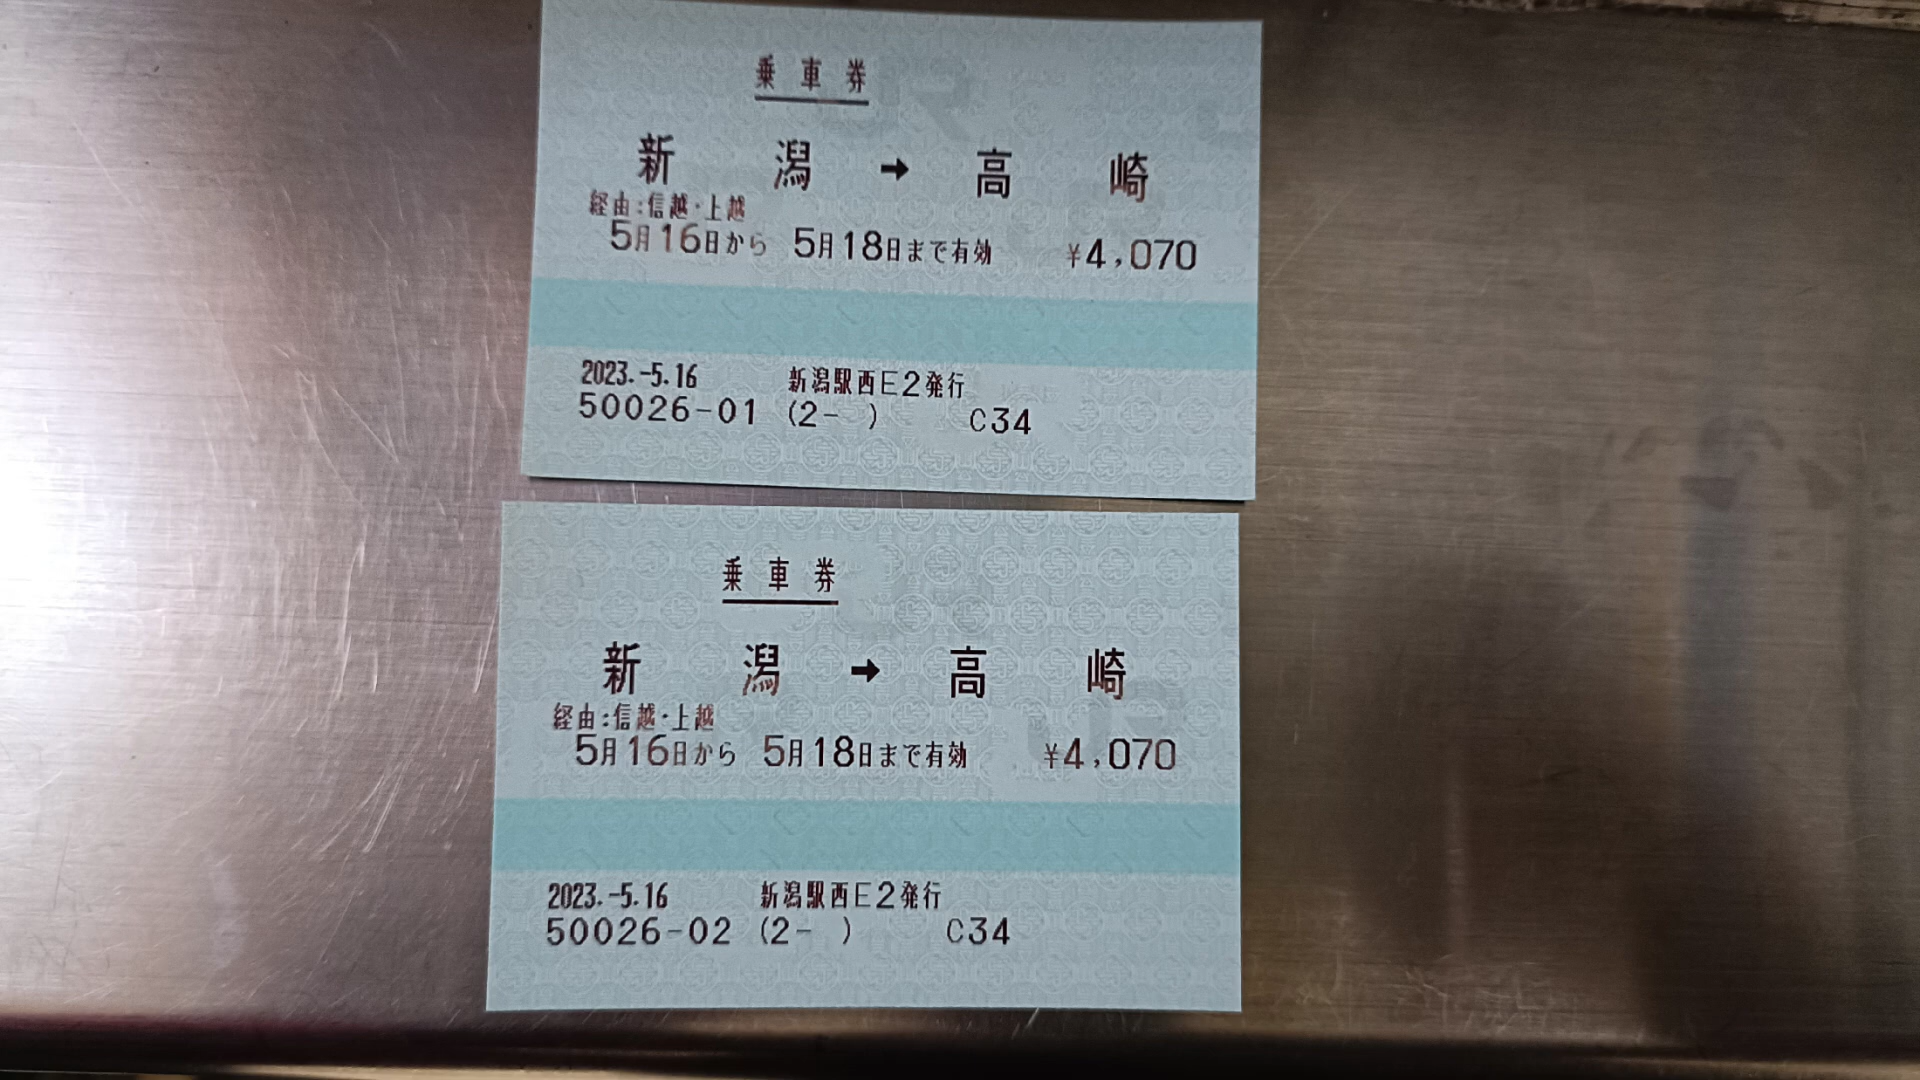 乗車券
新潟→高崎
経由:信越・上越
5月16日から 5月18日まで有効 ¥4,070
2023.-5.16 新潟駅西E2発行
50026-01 (2- ) C34
乗車券
新潟→高崎
経由:信越・上越
5月16日から 5月18日まで有効 ¥4,070
2023.-5.16 新潟駅西E2発行
50026-02 (2- ) C34